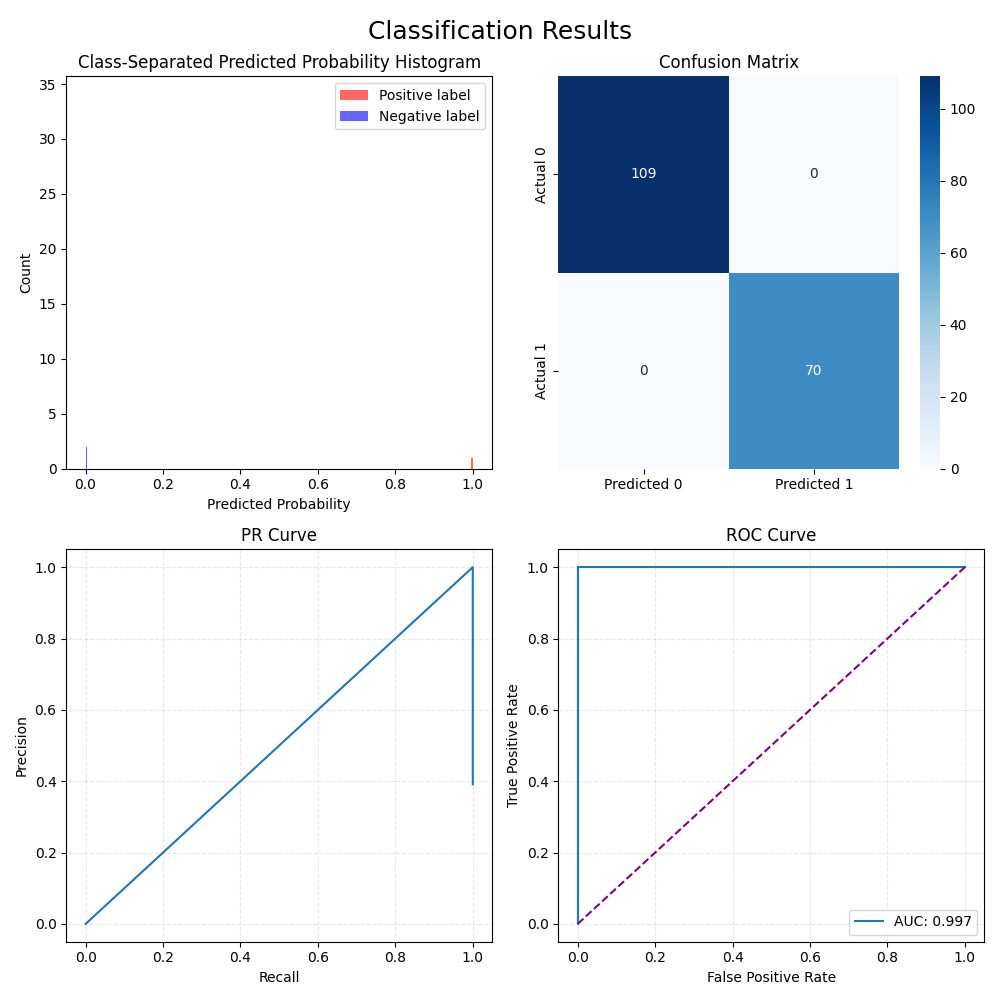 Classification Results
Class-Separated Predicted Probability Histogram
35
30
25
20
15
10
5
0
Count
0.0 0.2 0.4 0.6 0.8 1.0
Predicted Probability
Positive label
Negative label
Confusion Matrix
Actual 0
Actual 1
109 0
0 70
Predicted 0 Predicted 1
100
80
60
40
20
0
PR Curve
1.0
0.8
0.6
0.4
0.2
0.0
Precision
0.0 0.2 0.4 0.6 0.8 1.0
Recall
ROC Curve
1.0
0.8
0.6
0.4
0.2
0.0
True Positive Rate
AUC: 0.997
0.0 0.2 0.4 0.6 0.8 1.0
False Positive Rate